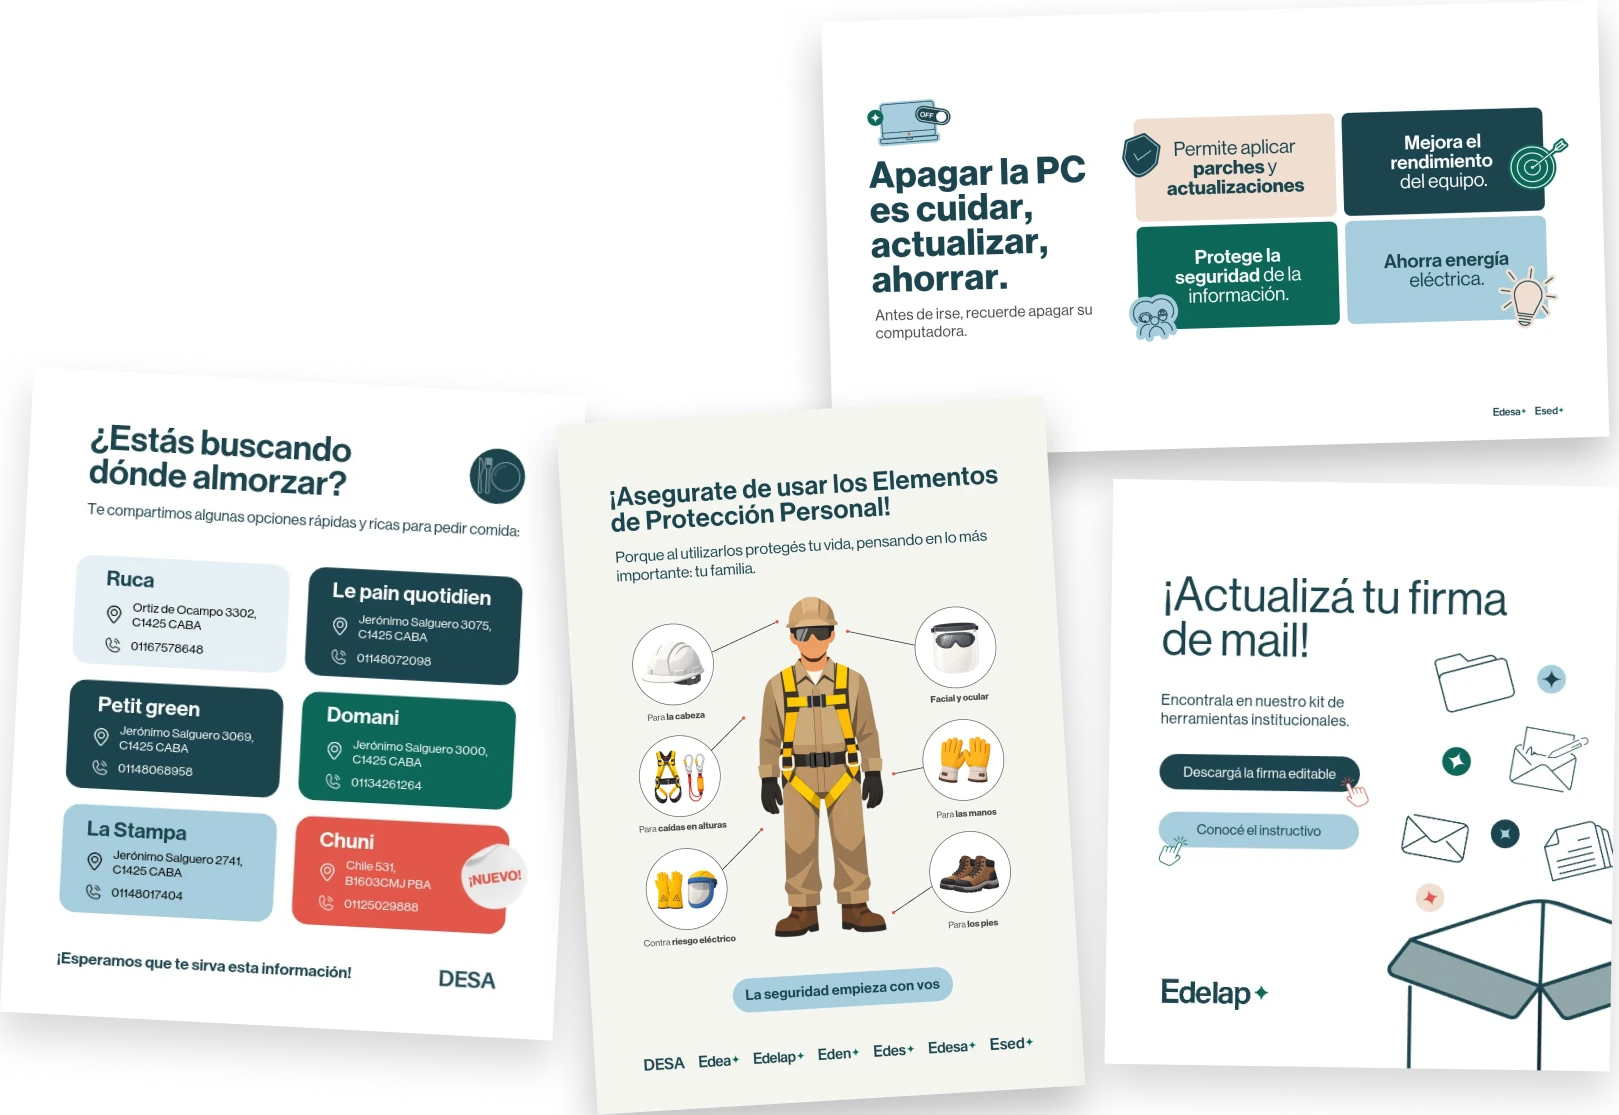 OFF
Apagar la PC
es cuidar,
actualizar,
ahorrar.
Antes de irse, recuerde apagar su
computadora.
Permite aplicar
parches y
actualizaciones
Mejora el
rendimiento
del equipo.
Protege la
seguridad de la
información.
Ahorra energía
eléctrica.
Edesa Esed
¿Estás buscando
dónde almorzar?
Te compartimos algunas opciones rápidas y ricas para pedir comida:
Ruca
Ortiz de Ocampo 3302,
C1425 CABA
01167578648
Le pain quotidien
Jerónimo Salguero 3075,
C1425 CABA
01148072098
Petit green
Jerónimo Salguero 3069,
C1425 CABA
01148068958
Domani
Jerónimo Salguero 3000,
C1425 CABA
01134261264
La Stampa
Jerónimo Salguero 2741,
C1425 CABA
01148017404
Chuni
Chile 531,
B1603CMJ PBA
01125029888
¡NUEVO!
¡Esperamos que te sirva esta información!
DESA
¡Asegurate de usar los Elementos
de Protección Personal!
Porque al utilizarlos protegés tu vida, pensando en lo más
importante: tu familia.
Para la cabeza
Facial y ocular
Para caídas en alturas
Para las manos
Contra riesgo eléctrico
Para los pies
La seguridad empieza con vos
DESA Edea Edelap Eden Edes Edesa Esed
¡Actualizá tu firma
de mail!
Encontrala en nuestro kit de
herramientas institucionales.
Descargá la firma editable
Conocé el instructivo
Edelap